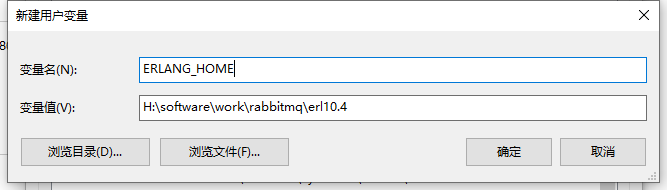 新建用户变量
变量名(N):
ERLANG_HOME
变量值(V):
H:\software\work\rabbitmq\erl10.4
浏览目录(D)...
浏览文件(F)...
确定
取消